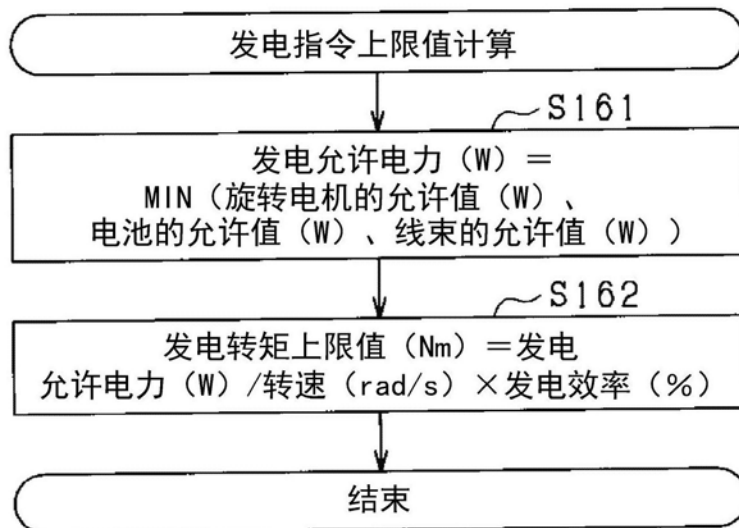 发电指令上限值计算
S161
发电允许电力（W）＝
MIN（旋转电机的允许值（W）、
电池的允许值（W）、线束的允许值（W））
S162
发电转矩上限值（Nm）＝发电
允许电力（W）/转速（rad/s）×发电效率（%）
结束